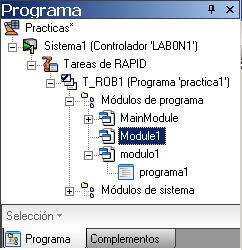 Programa
Practicas*
Sistema1 (Controlador 'LAB0N1')
Tareas de RAPID
T_ROB1 (Programa 'practica1')
Módulos de programa
MainModule
Module1
modulo1
programa1
Módulos de sistema
Selección
Programa
Complementos